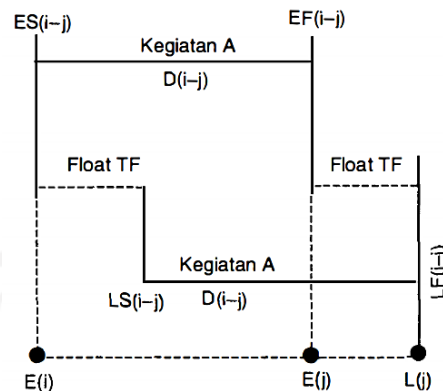 ES(i–j)
EF(i–j)
Kegiatan A
D(i–j)
Float TF
Float TF
Kegiatan A
LS(i–j)
D(i–j)
LF(i–j)
E(i)
E(j)
L(j)